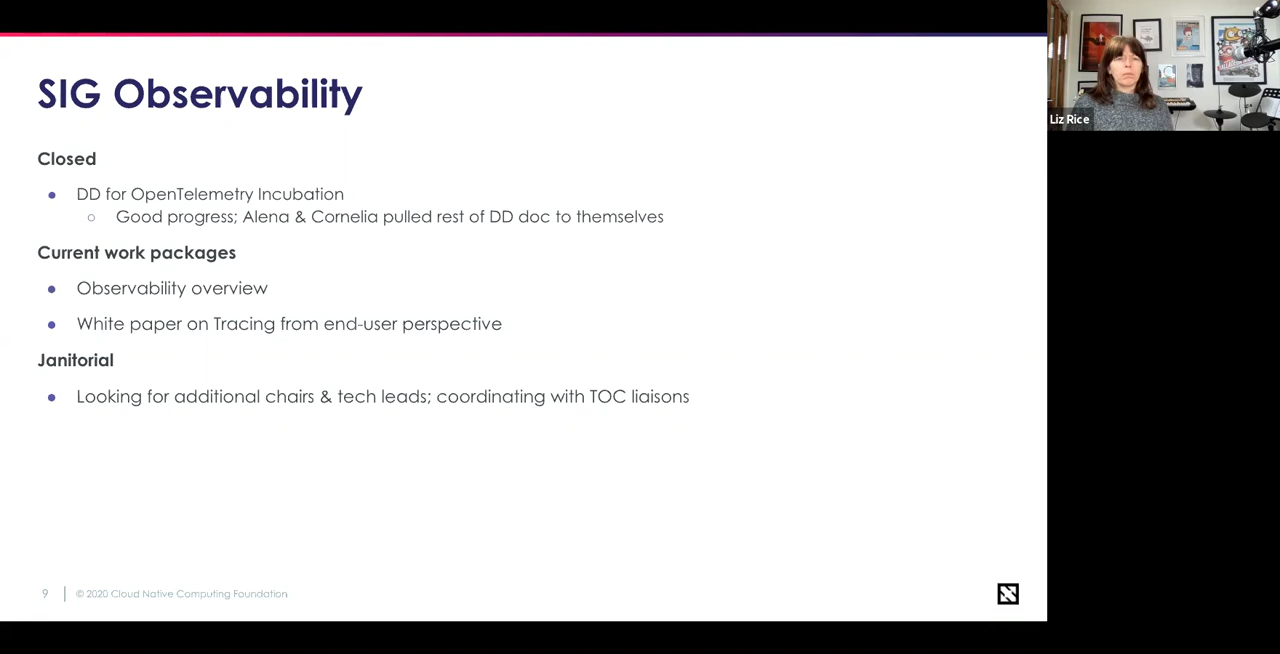 SIG Observability
Closed
● DD for OpenTelemetry Incubation
○ Good progress; Alena & Cornelia pulled rest of DD doc to themselves
Current work packages
● Observability overview
● White paper on Tracing from end-user perspective
Janitorial
● Looking for additional chairs & tech leads; coordinating with TOC liaisons
9
© 2020 Cloud Native Computing Foundation
Liz Rice